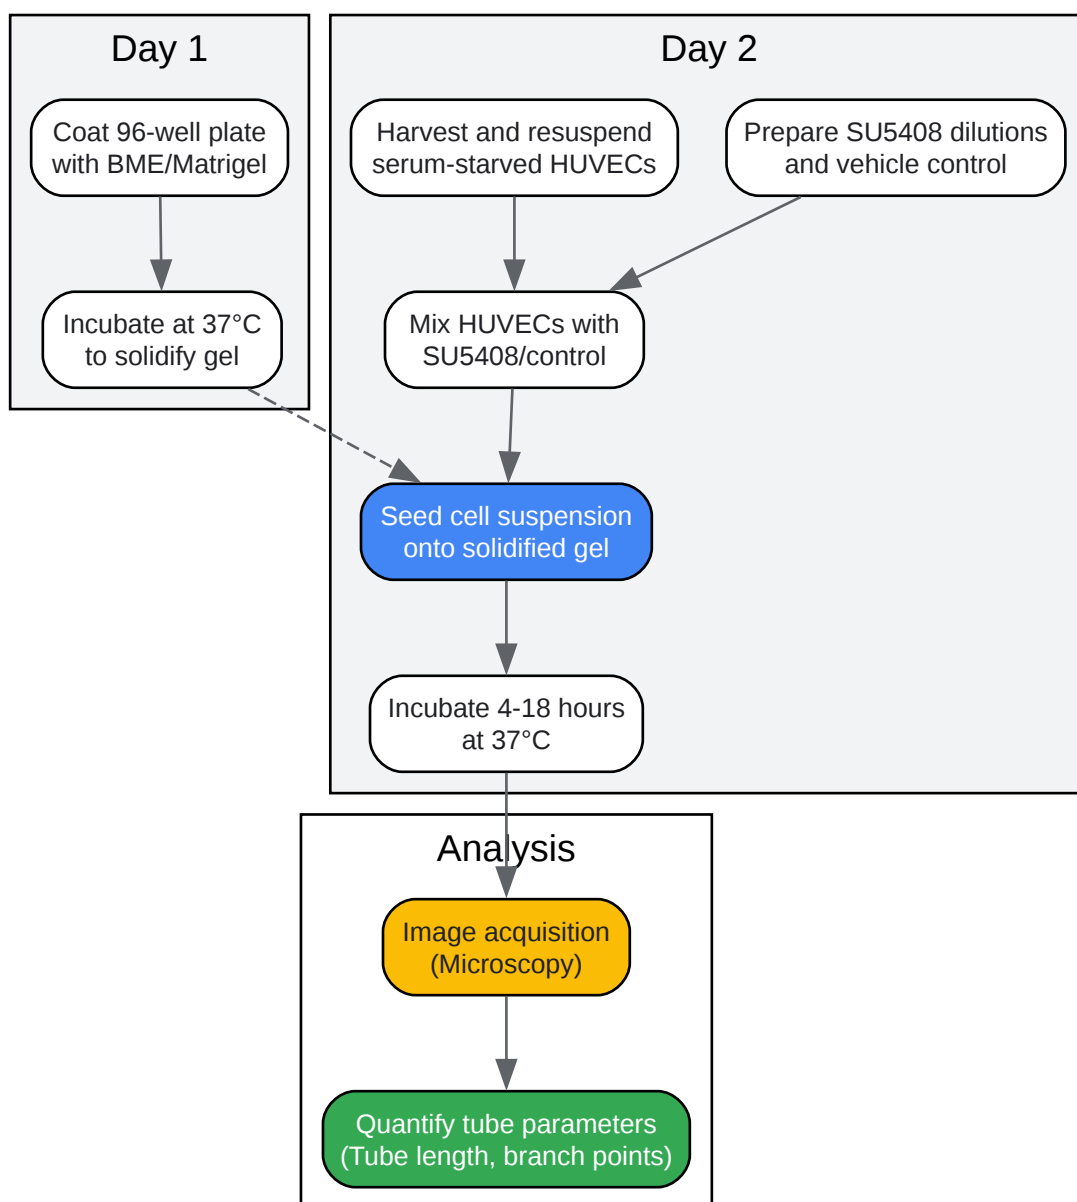 Day 1
Coat 96-well plate
with BME/Matrigel
Incubate at 37°C
to solidify gel
Day 2
Harvest and resuspend
serum-starved HUVECs
Prepare SU5408 dilutions
and vehicle control
Mix HUVECs with
SU5408/control
Seed cell suspension
onto solidified gel
Incubate 4-18 hours
at 37°C
Analysis
Image acquisition
(Microscopy)
Quantify tube parameters
(Tube length, branch points)